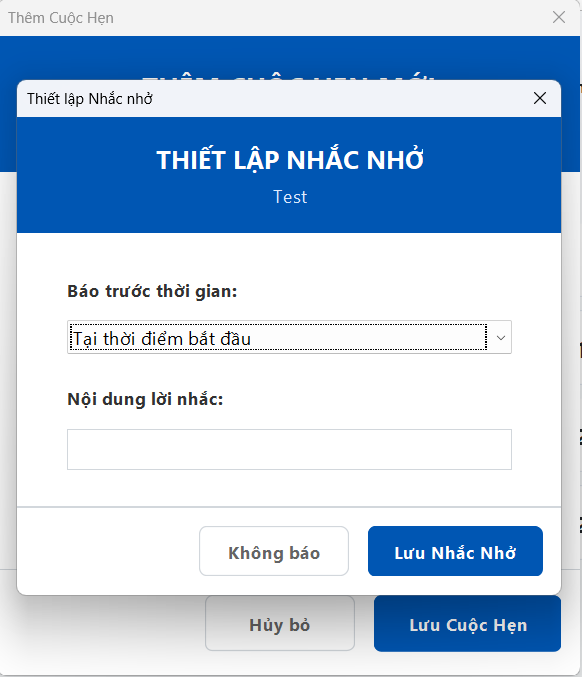 Thêm Cuộc Hẹn
Thiết lập Nhắc nhở
THIẾT LẬP NHẮC NHỞ
Test
Báo trước thời gian:
Tại thời điểm bắt đầu
Nội dung lời nhắc:
Không báo
Lưu Nhắc Nhở
Hủy bỏ
Lưu Cuộc Hẹn